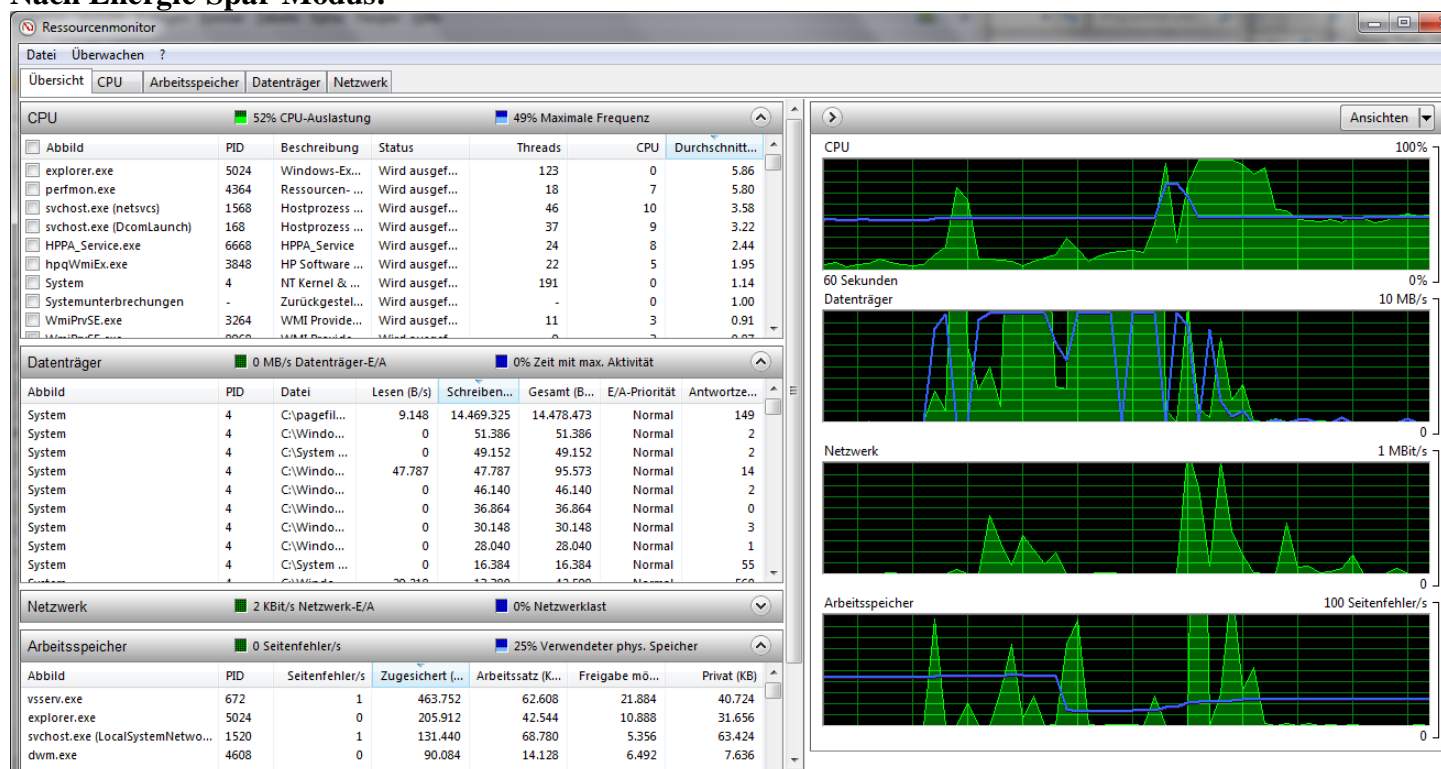 Nach Energie Spar Modus:
Ressourcenmonitor
Datei Überwachen ?
Übersicht CPU Arbeitsspeicher Datenträger Netzwerk
CPU 52% CPU-Auslastung 49% Maximale Frequenz
Abbild PID Beschreibung Status Threads CPU Durchschnitt...
explorer.exe 5024 Windows-Ex... Wird ausgef... 123 0 5.86
perfmon.exe 4364 Ressourcen-... Wird ausgef... 18 7 5.80
svchost.exe (netsvcs) 1568 Hostprozess ... Wird ausgef... 46 10 3.58
svchost.exe (DcomLaunch) 168 Hostprozess ... Wird ausgef... 37 9 3.22
HPPA_Service.exe 6668 HPPA_Service Wird ausgef... 24 8 2.44
hpqWmiEx.exe 3848 HP Software ... Wird ausgef... 22 5 1.95
System 4 NT Kernel & ... Wird ausgef... 191 0 1.14
Systemunterbrechungen - Zurückgestel... Wird ausgef... - 0 1.00
WmiPrvSE.exe 3264 WMI Provide... Wird ausgef... 11 3 0.91
Datenträger 0 MB/s Datenträger-E/A 0% Zeit mit max. Aktivität
Abbild PID Datei Lesen (B/s) Schreiben... Gesamt (B... E/A-Priorität Antwortze...
System 4 C:\pagefil... 9.148 14.469.325 14.478.473 Normal 149
System 4 C:\Windo... 0 51.386 51.386 Normal 2
System 4 C:\System ... 0 49.152 49.152 Normal 2
System 4 C:\Windo... 47.787 47.787 95.573 Normal 14
System 4 C:\Windo... 0 46.140 46.140 Normal 2
System 4 C:\Windo... 0 36.864 36.864 Normal 0
System 4 C:\Windo... 0 30.148 30.148 Normal 3
System 4 C:\Windo... 0 28.040 28.040 Normal 1
System 4 C:\System ... 0 16.384 16.384 Normal 55
Netzwerk 2 KBit/s Netzwerk-E/A 0% Netzwerklast
Arbeitsspeicher 0 Seitenfehler/s 25% Verwendeter phys. Speicher
Abbild PID Seitenfehler/s Zugesichert (... Arbeitssatz (K... Freigabe mö... Privat (KB)
vsserv.exe 672 1 463.752 62.608 21.884 40.724
explorer.exe 5024 0 205.912 42.544 10.888 31.656
svchost.exe (LocalSystemNetwo... 1520 1 131.440 68.780 5.356 63.424
dwm.exe 4608 0 90.084 14.128 6.492 7.636
Ansichten
CPU 100%
60 Sekunden 0%
Datenträger 10 MB/s
0
Netzwerk 1 MBit/s
0
Arbeitsspeicher 100 Seitenfehler/s
0